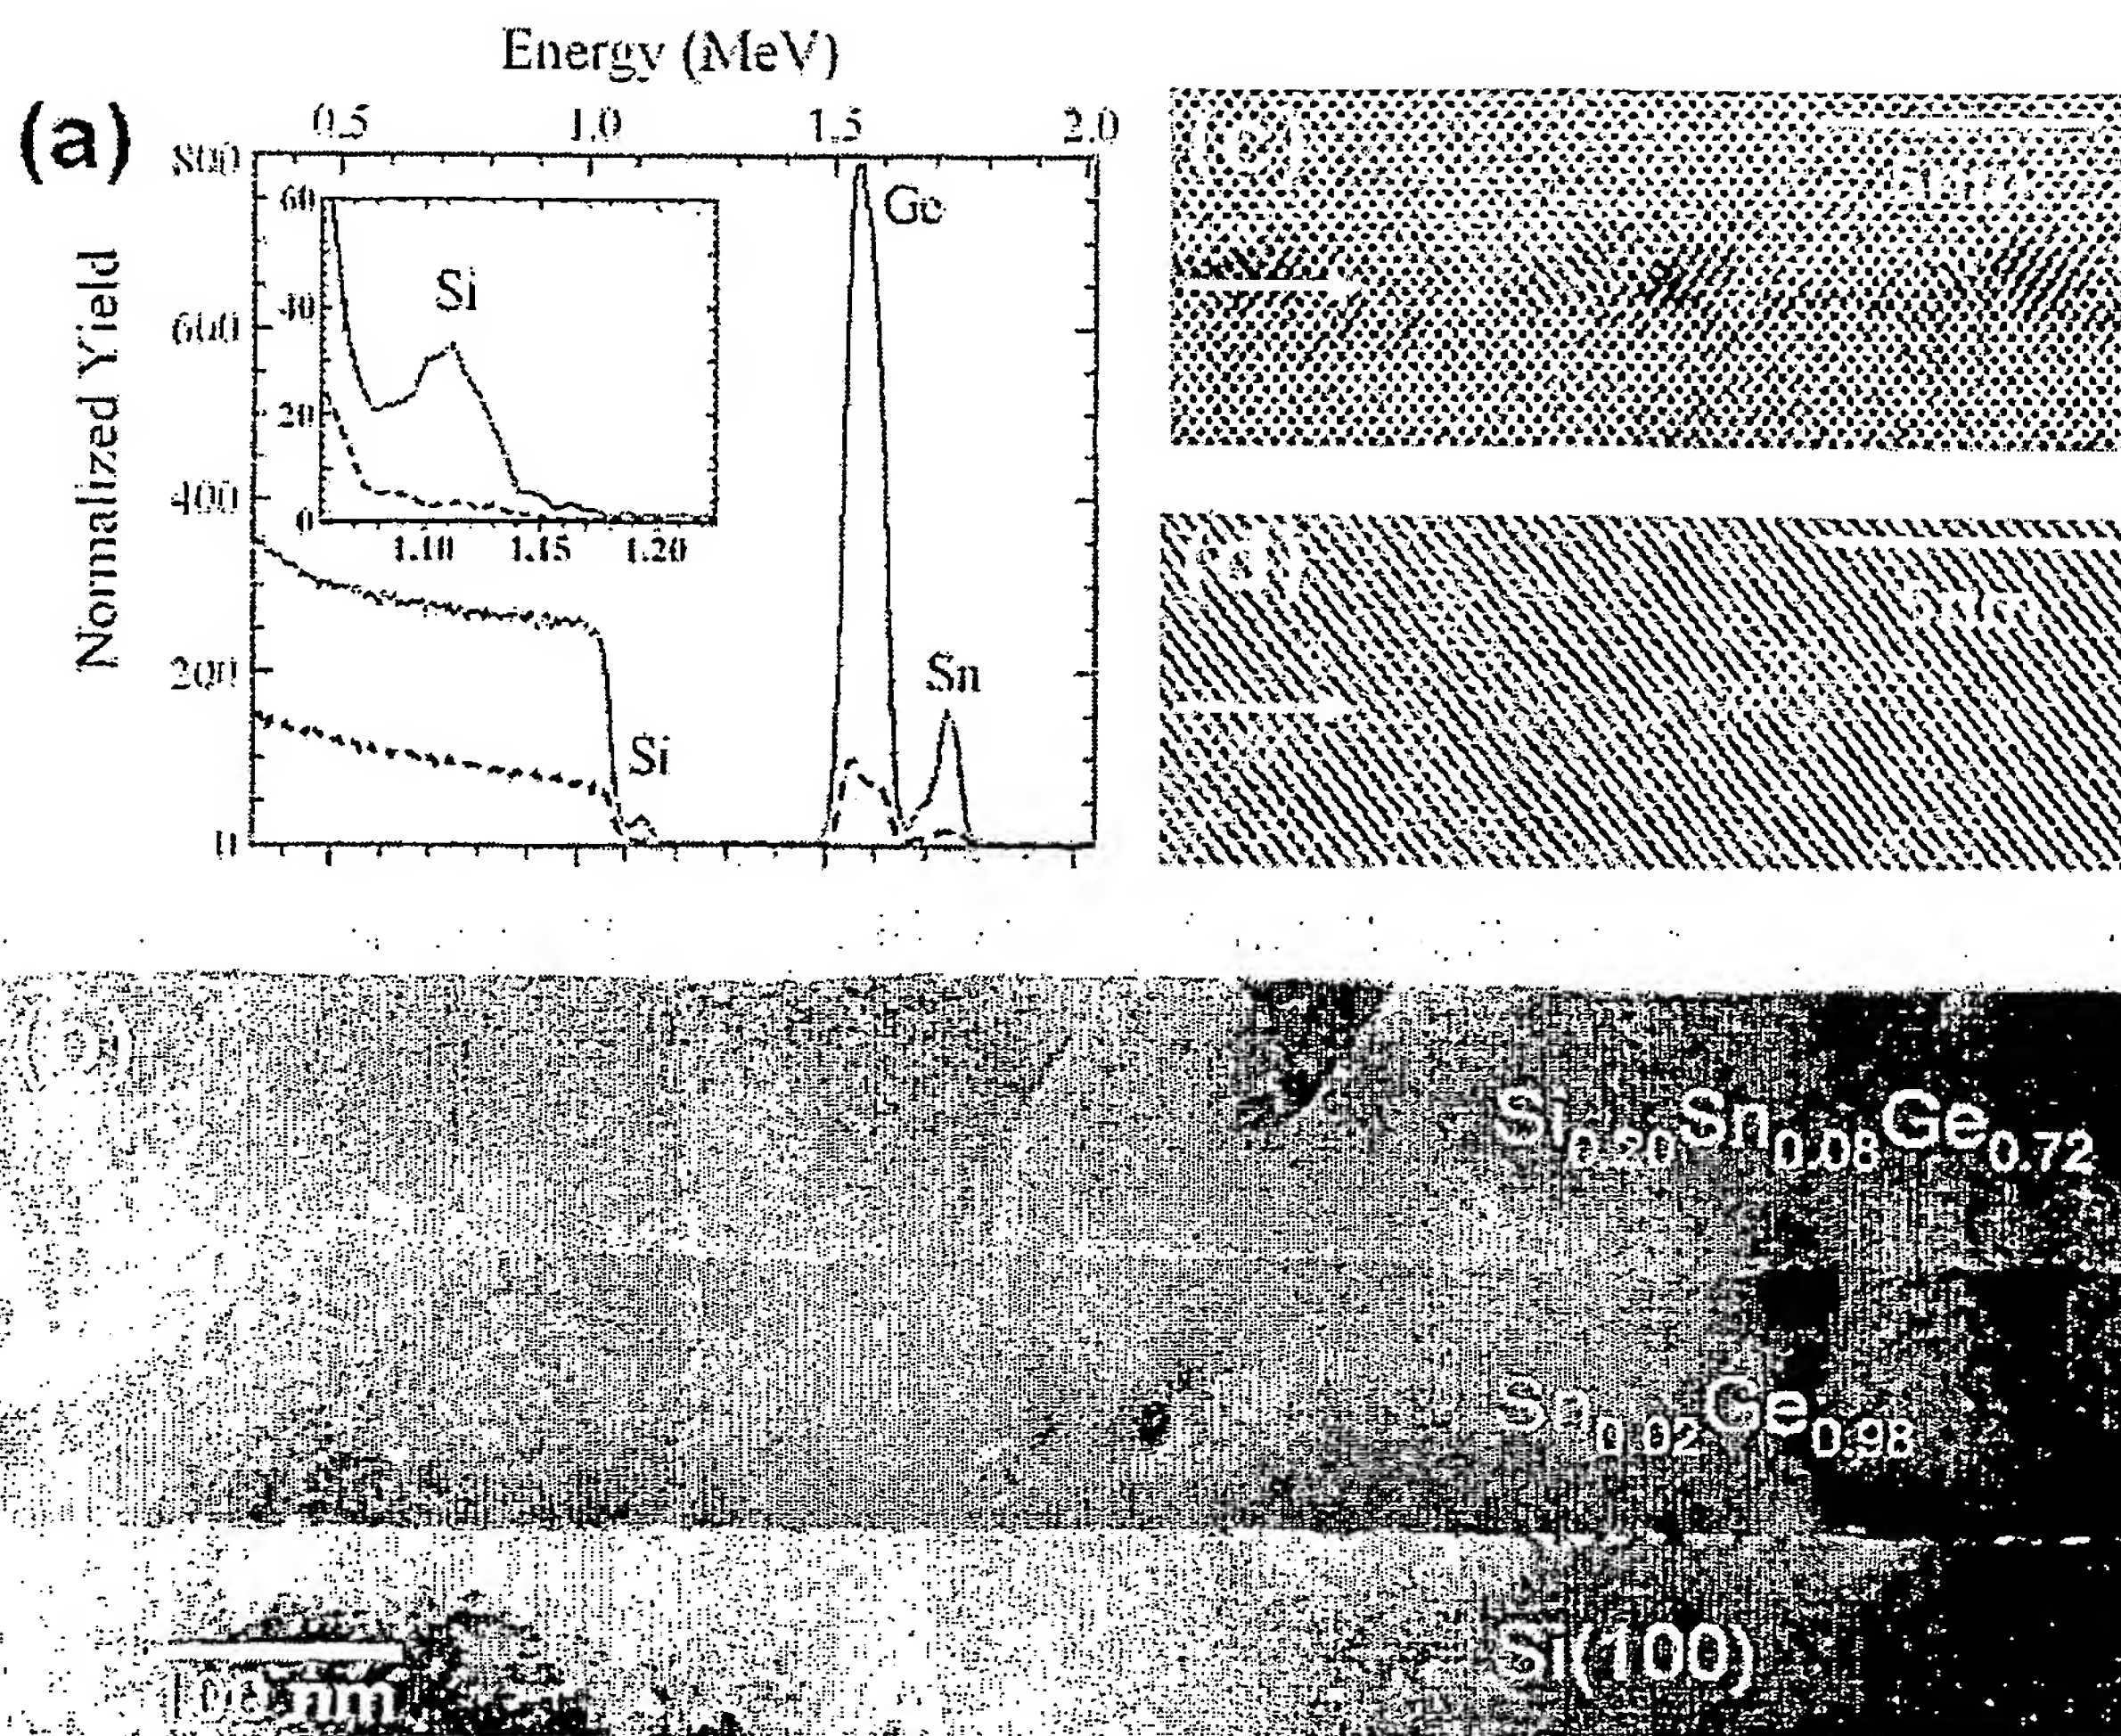 Energy (MeV)
(a)
0.5 1.0 1.5 2.0
Normalized Yield
800
600
400
200
0
Ge
Sn
Si
60
40
20
0
Si
1.10 1.15 1.20
(c)
5nm
(d)
5nm
(b)
Si0.20Sn0.08Ge0.72
Sn0.02Ge0.98
Si(100)
100 nm